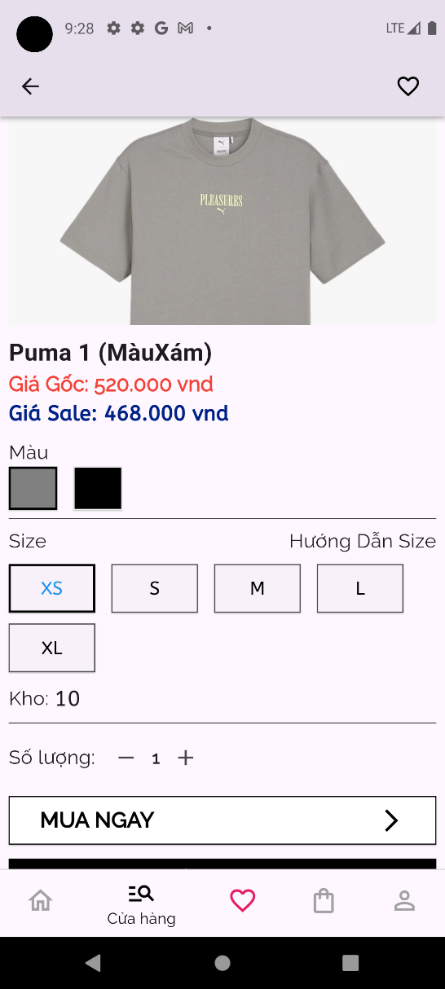 9:28
LTE
PLEASURES
Puma 1 (MàuXám)
Giá Gốc: 520.000 vnd
Giá Sale: 468.000 vnd
Màu
Size Hướng Dẫn Size
XS S M L
XL
Kho: 10
Số lượng: — 1 +
MUA NGAY
Cửa hàng